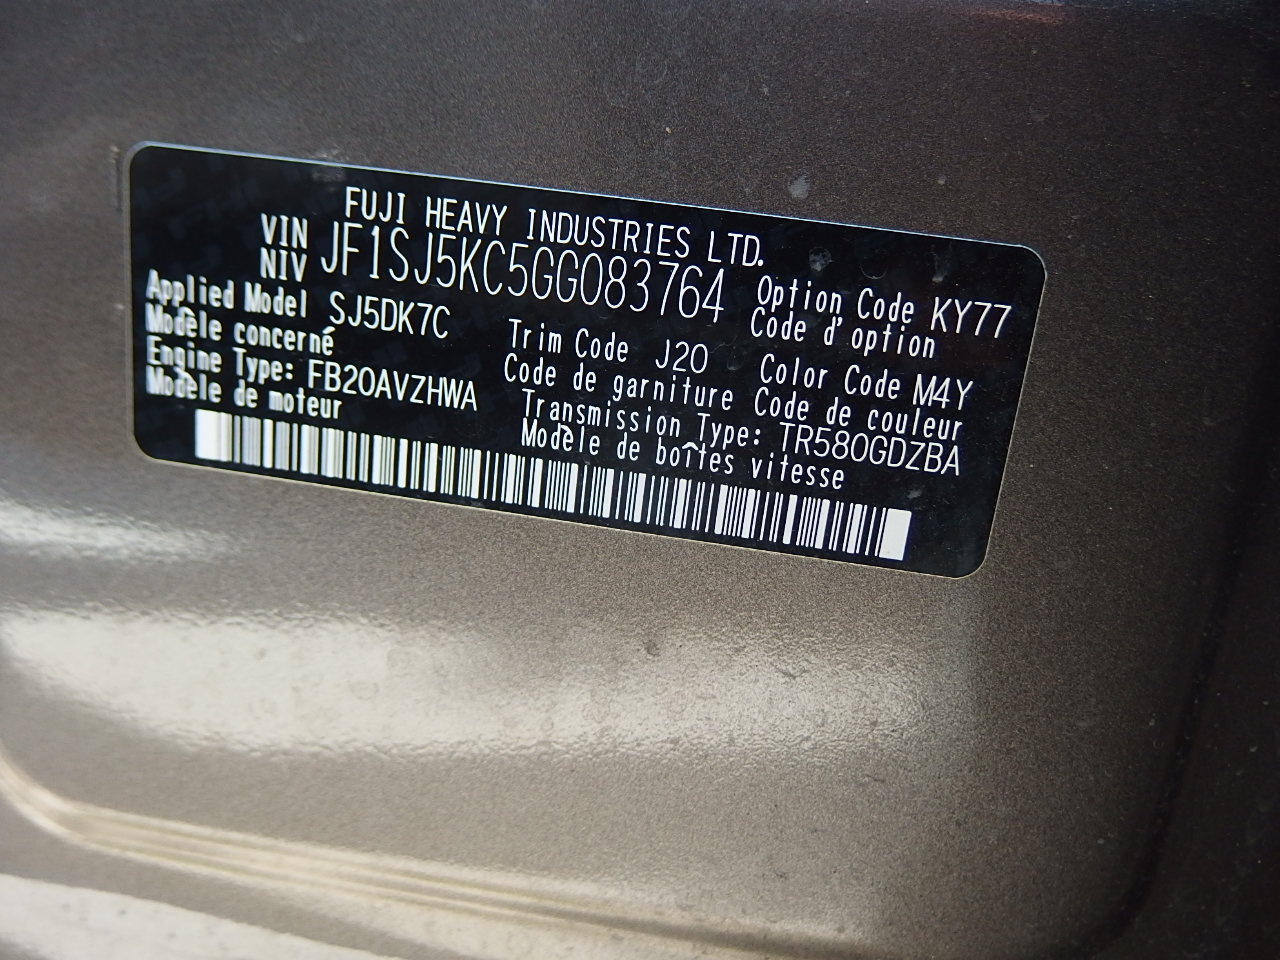 FUJI HEAVY INDUSTRIES LTD.
VIN
NIV JF1SJ5KC5GG083764
Option Code KY77
Code d'option
Applied Model SJ5DK7C
Modèle concerné
Trim Code J20
Code de garniture
Color Code M4Y
Code de couleur
Engine Type: FB20AVZHWA
Modèle de moteur
Transmission Type: TR580GDZBA
Modèle de boîtes vitesse